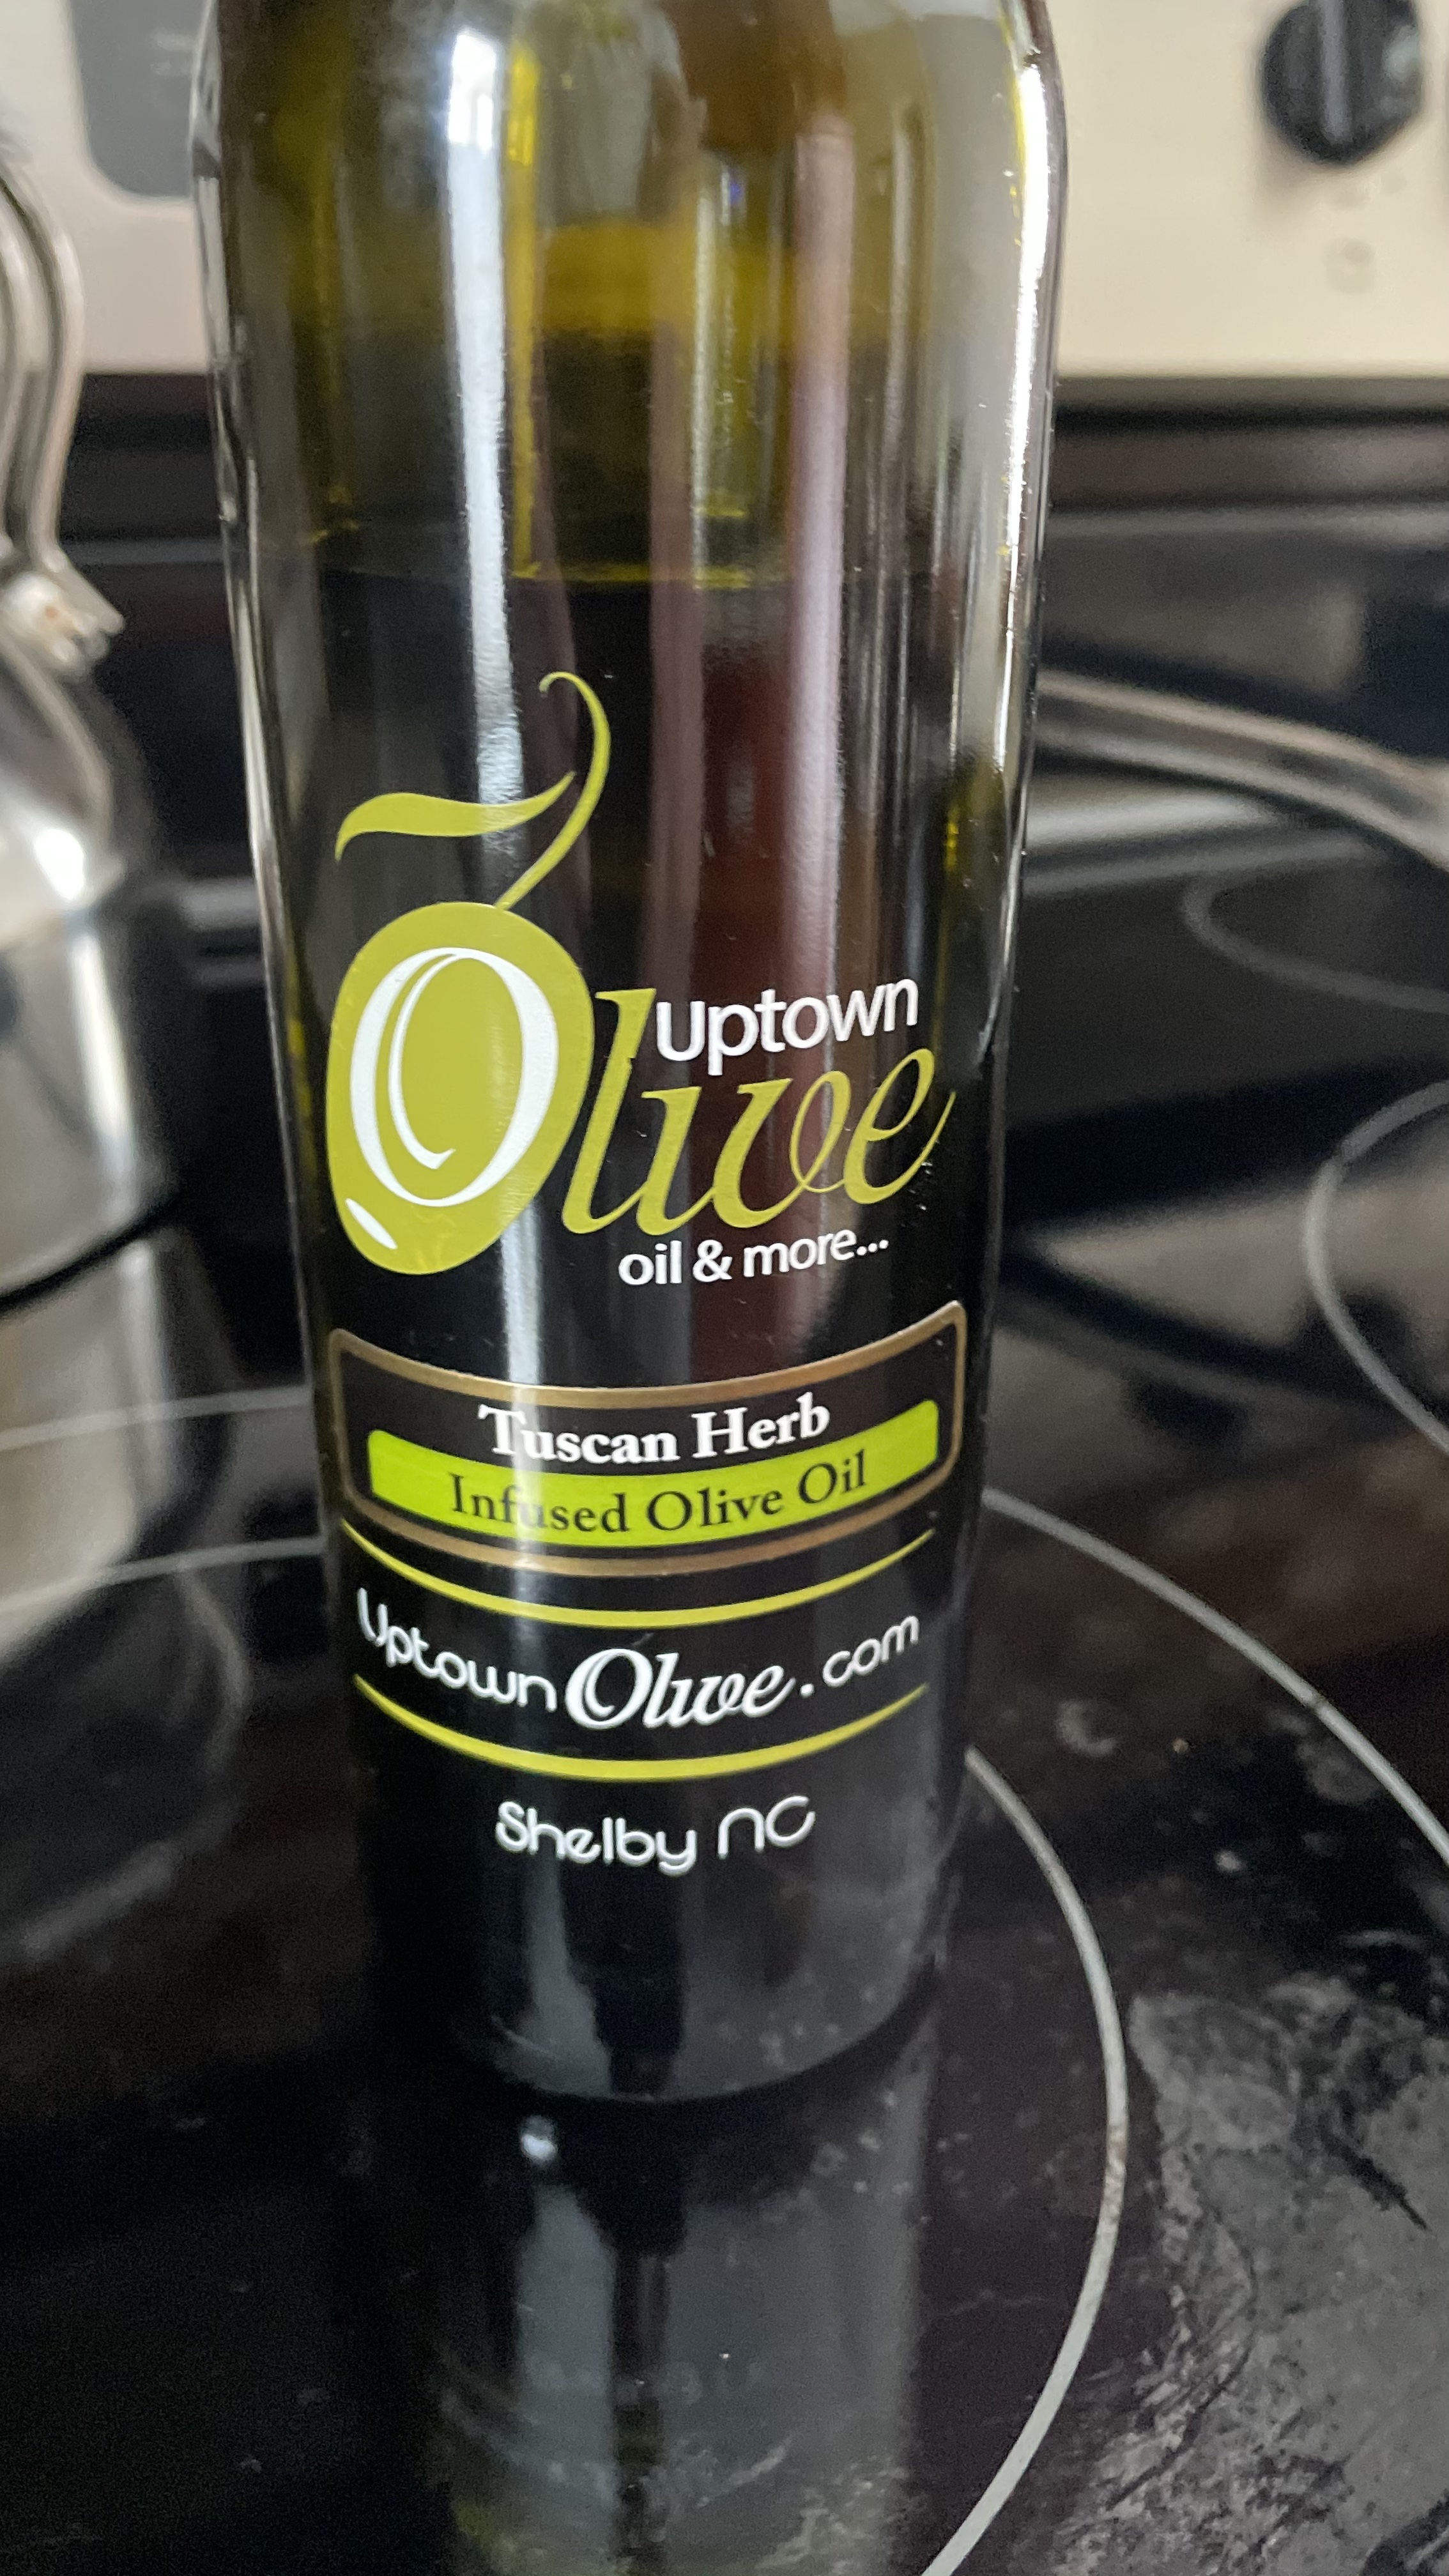 Uptown
Olive
oil & more...
Tuscan Herb
Infused Olive Oil
UptownOlive.com
Shelby NC